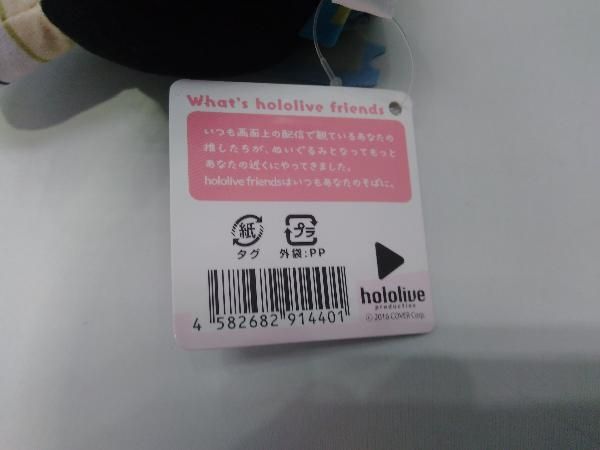 What's hololive friends
いつも画面上の配信で観ているあなたの
推したちが、ぬいぐるみとなってもっと
あなたの近くにやってきました。
hololive friendsはいつもあなたのそばに。
紙 プラ
タグ 外袋:PP
4 582682 914401
hololive
production
© 2016 COVER Corp.